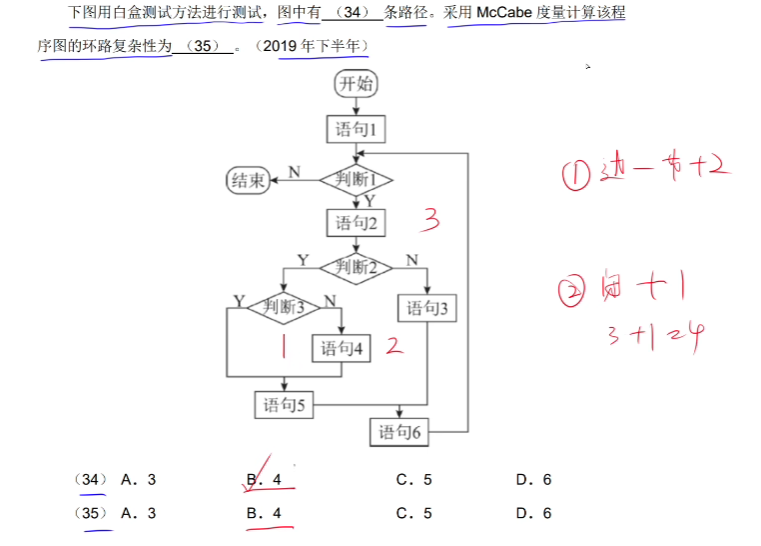 下图用白盒测试方法进行测试，图中有 （34） 条路径。采用 McCabe 度量计算该程
序图的环路复杂性为 （35） 。（2019 年下半年）
开始
语句1
结束 N 判断1
Y
语句2 3
① 边－节＋2
Y 判断2 N
Y 判断3 N 语句3
② 闭＋1
1 语句4 2
3＋1＝4
语句5
语句6
（34） A．3 B．4 C．5 D．6
（35） A．3 B．4 C．5 D．6